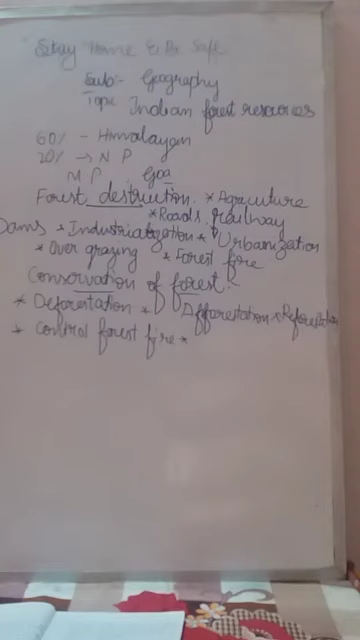 Stay Home & Be Safe
Sub:- Geography
Topic Indian forest resources
60% - Himalayan
20% → N P
M P Goa
Forest destruction. * Agriculture
* Roads. railway
Dams * Industrialization * Urbanization
* Over grazing * Forest fire
Conservation of forest:-
* Deforestation * Afforestation * Reforestation
* Control forest fire *